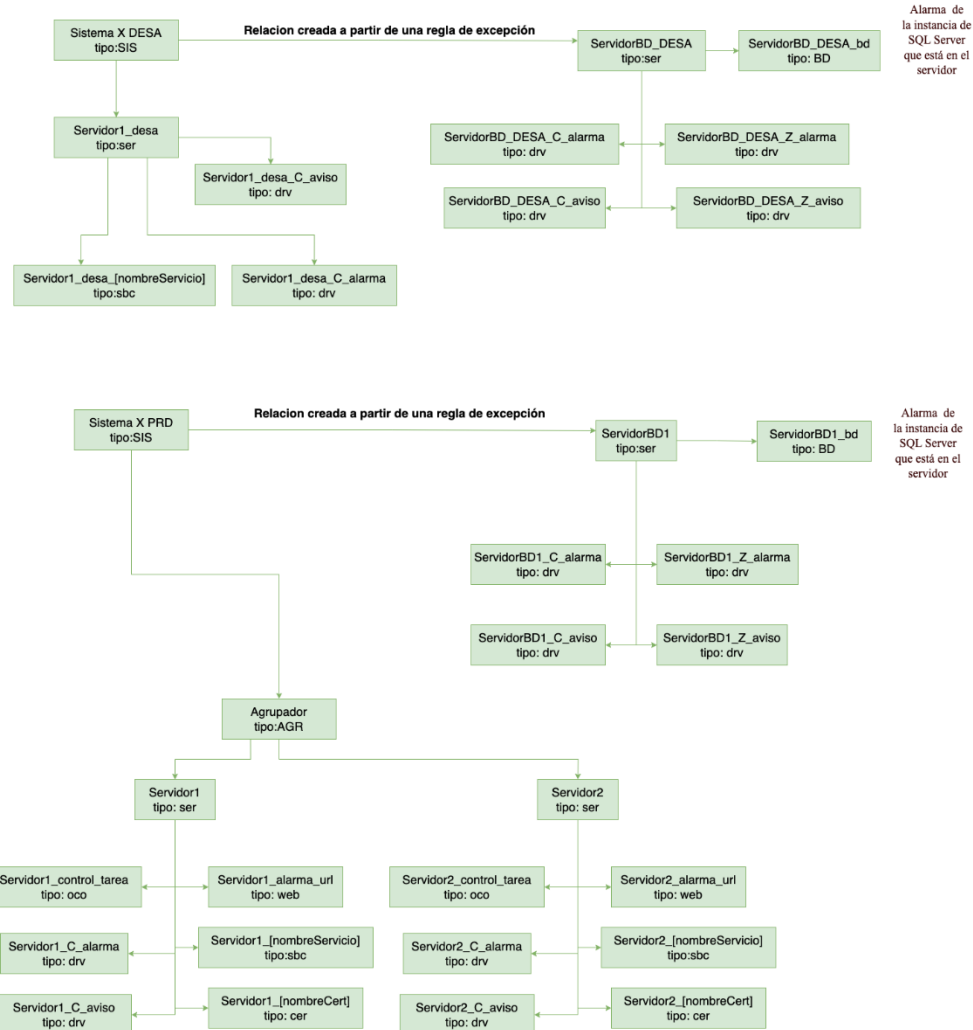 Sistema X DESA
tipo:SIS
Relacion creada a partir de una regla de excepción
ServidorBD_DESA
tipo:ser
ServidorBD_DESA_bd
tipo: BD
Alarma de
la instancia de
SQL Server
que está en el
servidor
Servidor1_desa
tipo:ser
Servidor1_desa_C_aviso
tipo: drv
ServidorBD_DESA_C_alarma
tipo: drv
ServidorBD_DESA_Z_alarma
tipo: drv
ServidorBD_DESA_C_aviso
tipo: drv
ServidorBD_DESA_Z_aviso
tipo: drv
Servidor1_desa_[nombreServicio]
tipo:sbc
Servidor1_desa_C_alarma
tipo: drv
Sistema X PRD
tipo:SIS
Relacion creada a partir de una regla de excepción
ServidorBD1
tipo:ser
ServidorBD1_bd
tipo: BD
Alarma de
la instancia de
SQL Server
que está en el
servidor
ServidorBD1_C_alarma
tipo: drv
ServidorBD1_Z_alarma
tipo: drv
ServidorBD1_C_aviso
tipo: drv
ServidorBD1_Z_aviso
tipo: drv
Agrupador
tipo:AGR
Servidor1
tipo: ser
Servidor2
tipo: ser
Servidor1_control_tarea
tipo: oco
Servidor1_alarma_url
tipo: web
Servidor2_control_tarea
tipo: oco
Servidor2_alarma_url
tipo: web
Servidor1_C_alarma
tipo: drv
Servidor1_[nombreServicio]
tipo:sbc
Servidor2_C_alarma
tipo: drv
Servidor2_[nombreServicio]
tipo:sbc
Servidor1_C_aviso
tipo: drv
Servidor1_[nombreCert]
tipo: cer
Servidor2_C_aviso
tipo: drv
Servidor2_[nombreCert]
tipo: cer